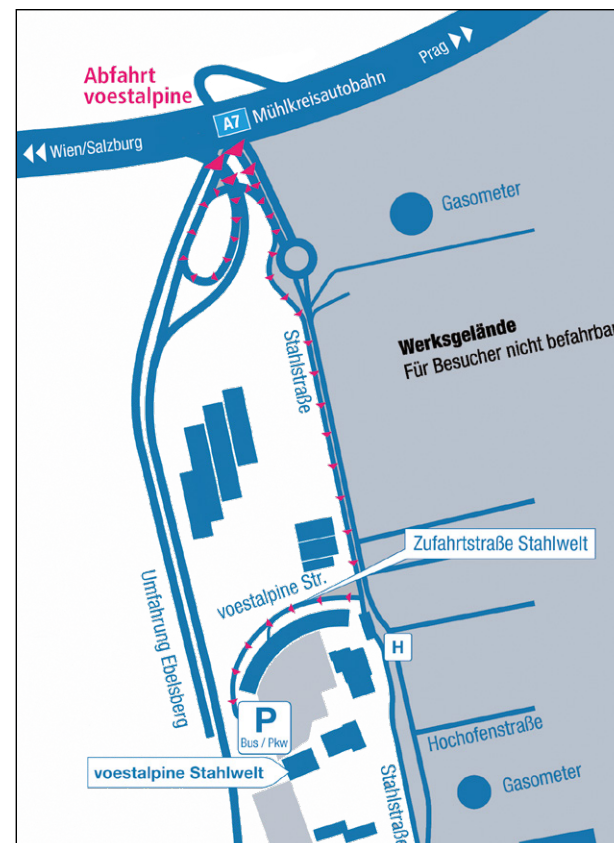 Abfahrt
voestalpine
Prag
A7 Mühlkreisautobahn
Wien/Salzburg
Gasometer
Werksgelände
Für Besucher nicht befahrbar
Stahlstraße
Zufahrtstraße Stahlwelt
voestalpine Str.
Umfahrung Ebelsberg
H
P
Bus / Pkw
Hochofenstraße
voestalpine Stahlwelt
Gasometer
Stahlstraße